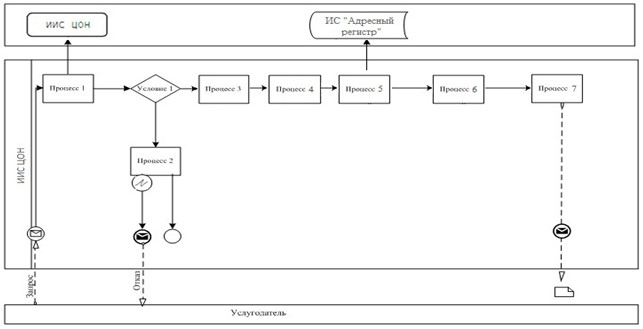 ИИС ЦОН
ИС "Адресный
регистр"
ИИС ЦОН
Процесс 1
Условие 1
Процесс 3
Процесс 4
Процесс 5
Процесс 6
Процесс 7
Процесс 2
Запрос
Отказ
Услугодатель